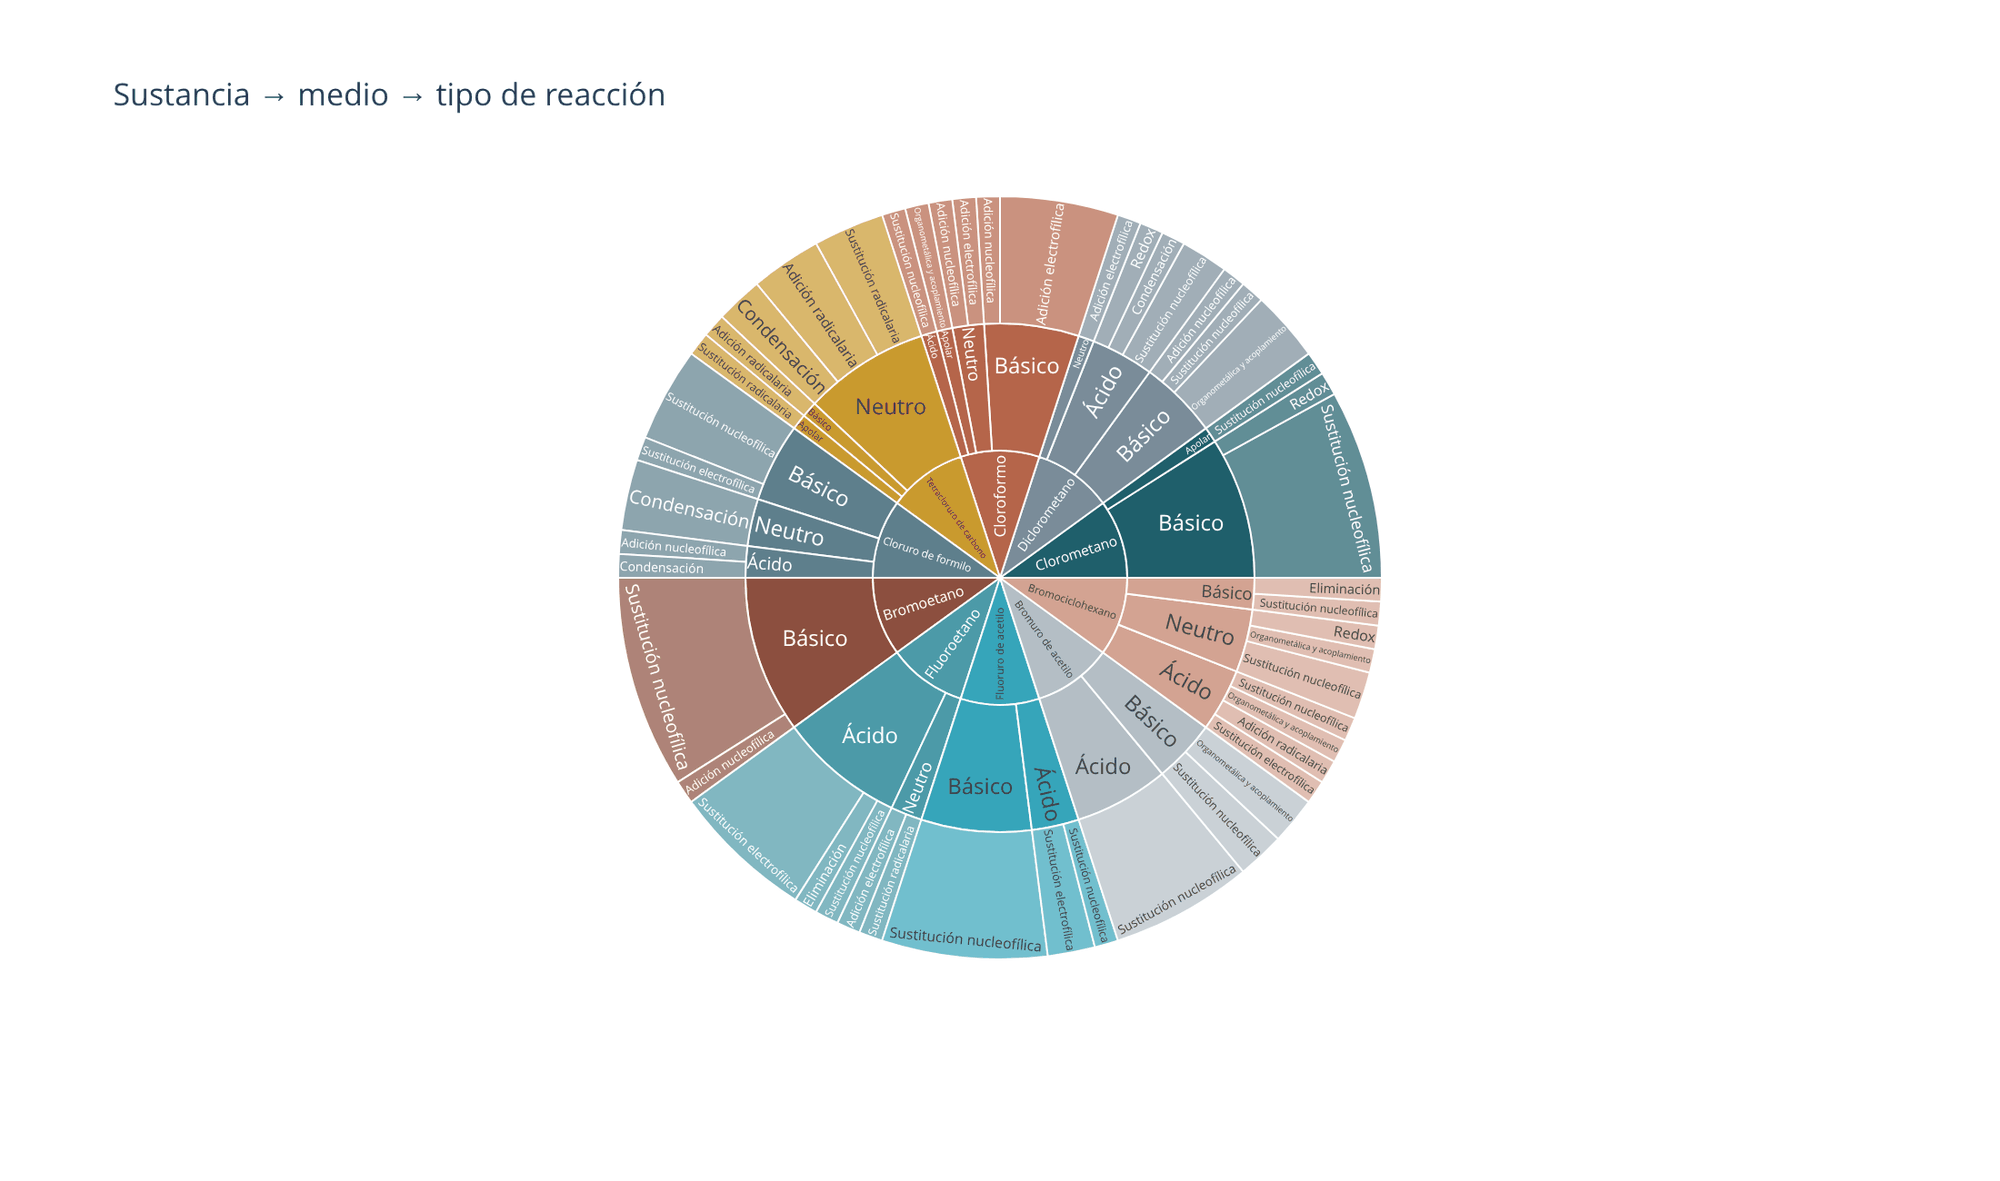 Sustancia → medio → tipo de reacción
Clorometano
Apolar
Sustitución nucleofílica
Básico
Redox
Sustitución nucleofílica
Diclorometano
Neutro
Adición electrofílica
Ácido
Redox
Condensación
Sustitución nucleofílica
Básico
Adición nucleofílica
Sustitución nucleofílica
Organometálica y acoplamiento
Cloroformo
Ácido
Sustitución nucleofílica
Apolar
Organometálica y acoplamiento
Neutro
Adición nucleofílica
Adición electrofílica
Básico
Adición nucleofílica
Adición electrofílica
Tetracloruro de carbono
Apolar
Sustitución radicalaria
Básico
Adición radicalaria
Neutro
Condensación
Adición radicalaria
Sustitución radicalaria
Cloruro de formilo
Básico
Sustitución nucleofílica
Sustitución electrofílica
Neutro
Condensación
Adición nucleofílica
Ácido
Condensación
Bromoetano
Básico
Sustitución nucleofílica
Adición nucleofílica
Fluoroetano
Ácido
Sustitución electrofílica
Eliminación
Sustitución nucleofílica
Neutro
Adición electrofílica
Sustitución radicalaria
Fluoruro de acetilo
Básico
Sustitución nucleofílica
Ácido
Sustitución electrofílica
Sustitución nucleofílica
Bromuro de acetilo
Ácido
Sustitución nucleofílica
Básico
Sustitución nucleofílica
Organometálica y acoplamiento
Bromociclohexano
Básico
Eliminación
Sustitución nucleofílica
Neutro
Redox
Organometálica y acoplamiento
Sustitución nucleofílica
Ácido
Sustitución nucleofílica
Organometálica y acoplamiento
Adición radicalaria
Sustitución electrofílica